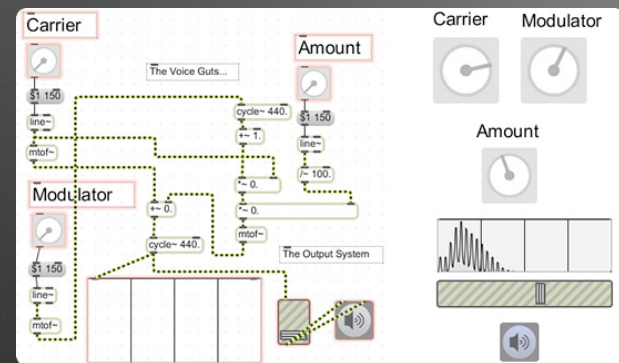 Carrier
$1 150
line~
mtof~
Modulator
$1 150
line~
mtof~
The Voice Guts...
+~ 0.
cycle~ 440.
cycle~ 440.
+~ 1.
*~ 0.
*~ 0.
mtof~
Amount
$1 150
line~
/~ 100.
The Output System
Carrier
Modulator
Amount